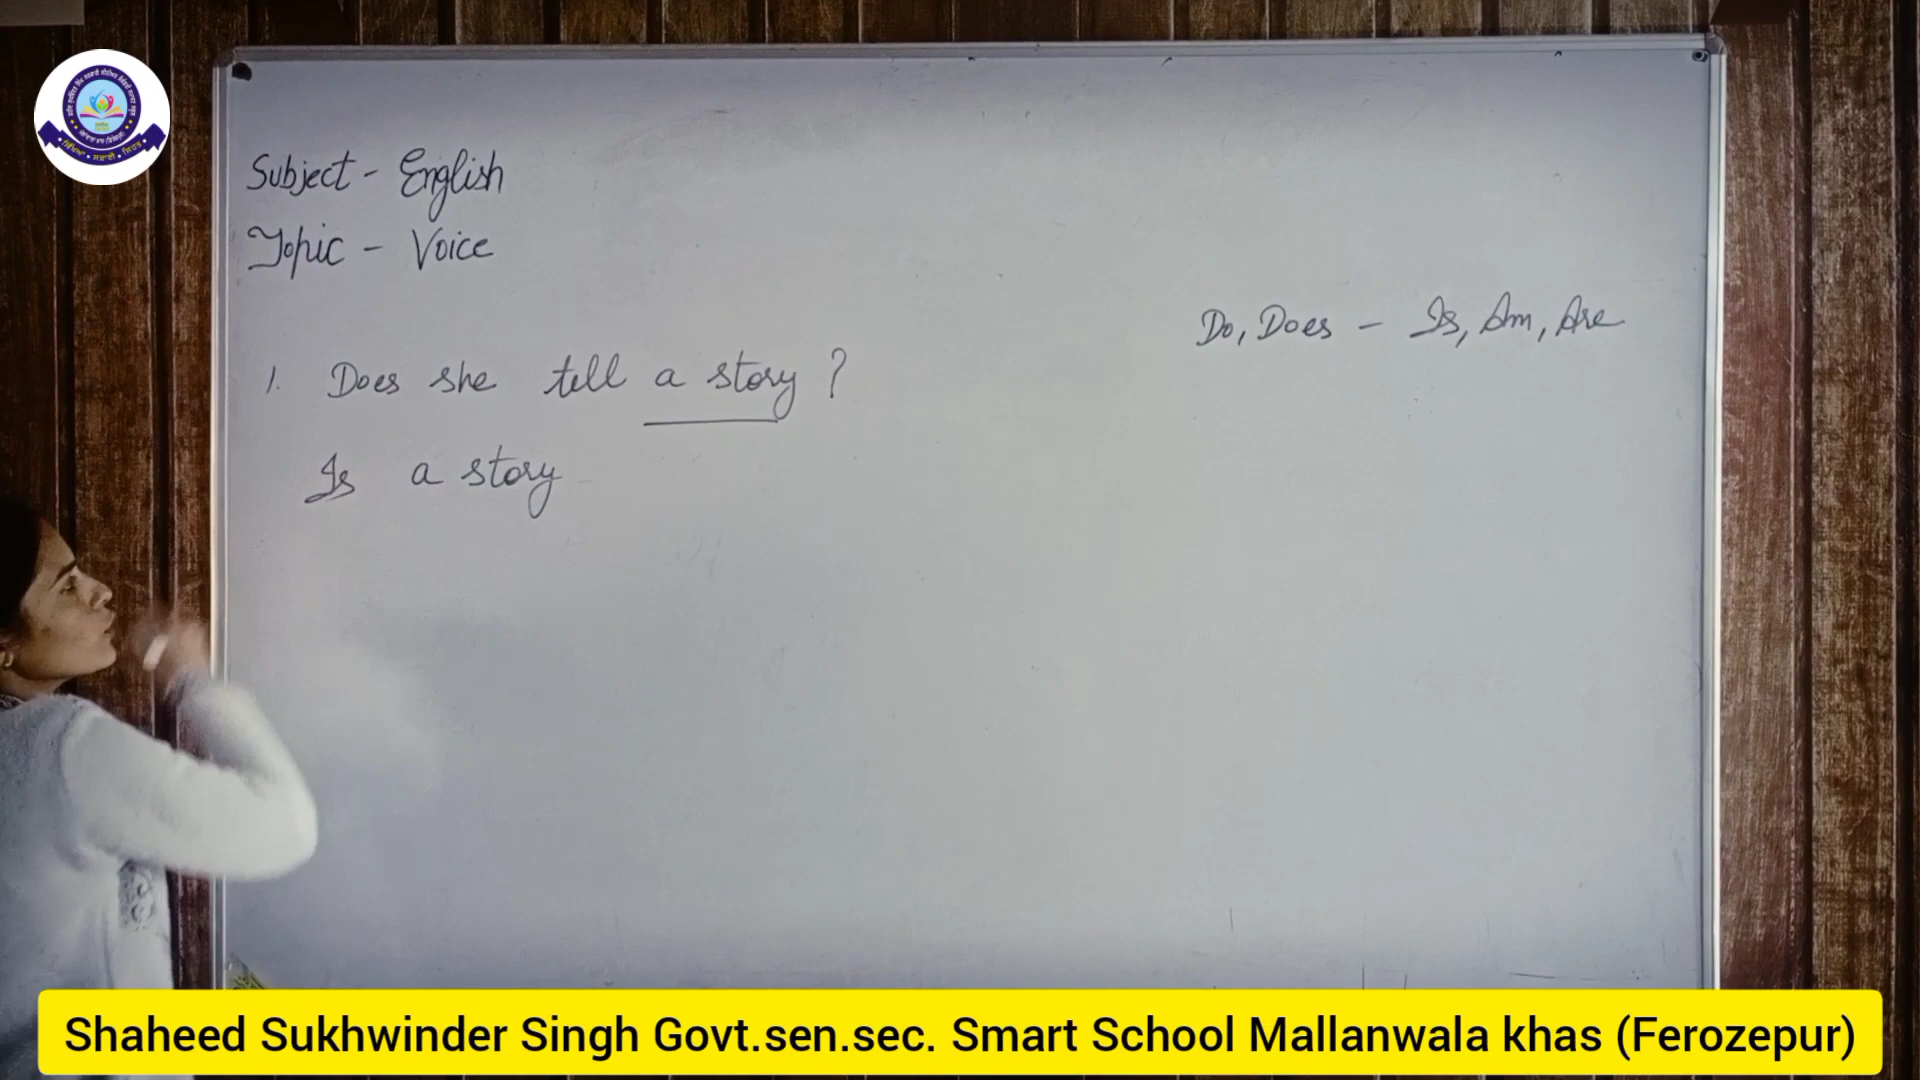 Subject - English
Topic - Voice
Do, Does - Is, Am, Are
1. Does she tell a story ?
Is a story
Shaheed Sukhwinder Singh Govt.sen.sec. Smart School Mallanwala khas (Ferozepur)